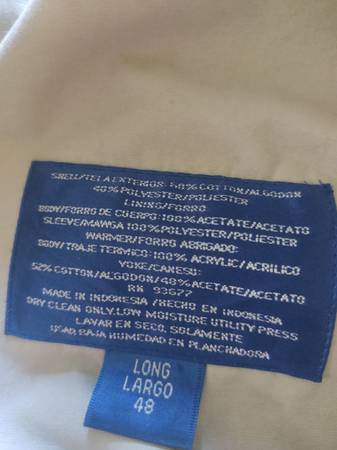 SHELL/TELA EXTERIOR: 60% COTTON/ALGODON
40% POLYESTER/POLIESTER
LINING/FORRO
BODY/FORRO DE CUERPO: 100% ACETATE/ACETATO
SLEEVE/MANGA 100% POLYESTER/POLIESTER
WARMER/FORRO ABRIGADO:
BODY/TRAJE TERMICO: 100% ACRYLIC/ACRILICO
YOKE/CANESU:
52% COTTON/ALGODON/48% ACETATE/ACETATO
RN 93677
MADE IN INDONESIA/HECHO EN INDONESIA
DRY CLEAN ONLY.LOW MOISTURE UTILITY PRESS
LAVAR EN SECO, SOLAMENTE
USAR BAJA HUMEDAD EN PLANCHADORA
LONG
LARGO
48